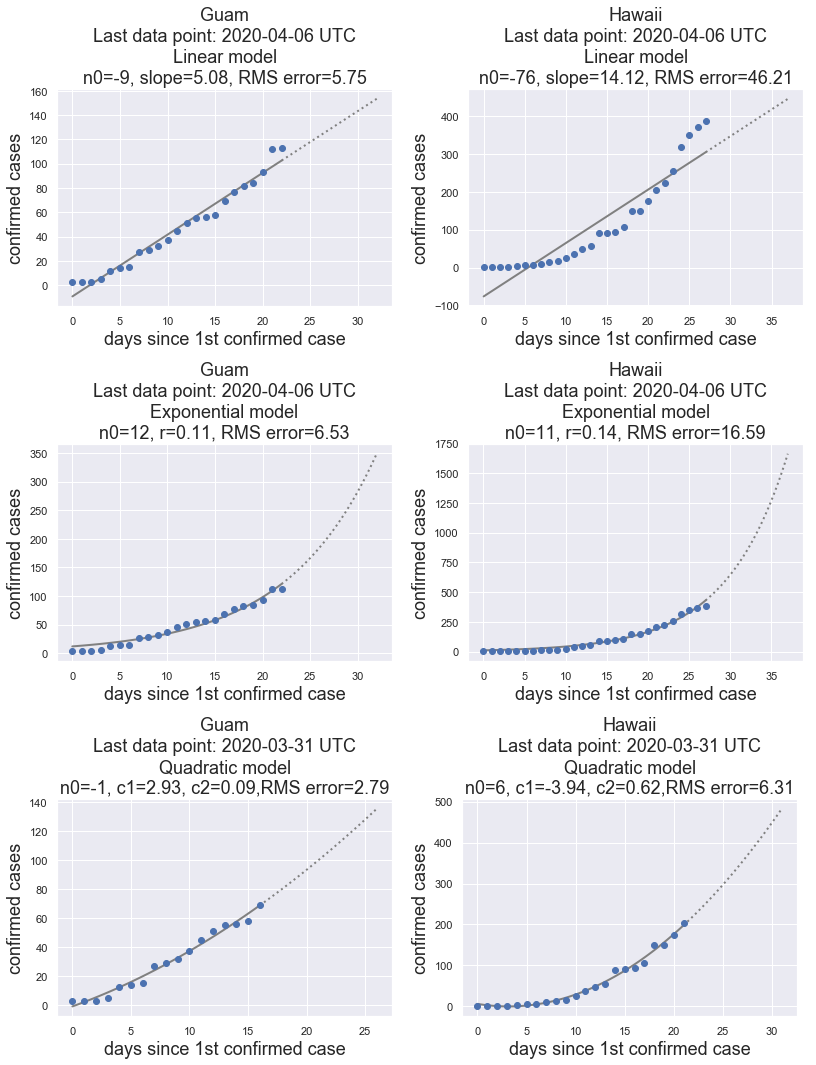 Guam
Last data point: 2020-04-06 UTC
Linear model
n0=-9, slope=5.08, RMS error=5.75
160
140
120
100
80
60
40
20
0
confirmed cases
0 5 10 15 20 25 30
days since 1st confirmed case
Hawaii
Last data point: 2020-04-06 UTC
Linear model
n0=-76, slope=14.12, RMS error=46.21
400
300
200
100
0
−100
confirmed cases
0 5 10 15 20 25 30 35
days since 1st confirmed case
Guam
Last data point: 2020-04-06 UTC
Exponential model
n0=12, r=0.11, RMS error=6.53
350
300
250
200
150
100
50
0
confirmed cases
0 5 10 15 20 25 30
days since 1st confirmed case
Hawaii
Last data point: 2020-04-06 UTC
Exponential model
n0=11, r=0.14, RMS error=16.59
1750
1500
1250
1000
750
500
250
0
confirmed cases
0 5 10 15 20 25 30 35
days since 1st confirmed case
Guam
Last data point: 2020-03-31 UTC
Quadratic model
n0=-1, c1=2.93, c2=0.09,RMS error=2.79
140
120
100
80
60
40
20
0
confirmed cases
0 5 10 15 20 25
days since 1st confirmed case
Hawaii
Last data point: 2020-03-31 UTC
Quadratic model
n0=6, c1=-3.94, c2=0.62,RMS error=6.31
500
400
300
200
100
0
confirmed cases
0 5 10 15 20 25 30
days since 1st confirmed case